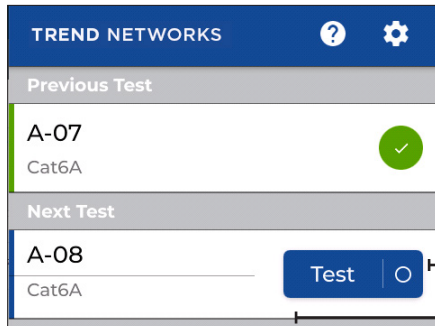 TREND NETWORKS
Previous Test
A-07
Cat6A
Next Test
A-08
Cat6A
Test